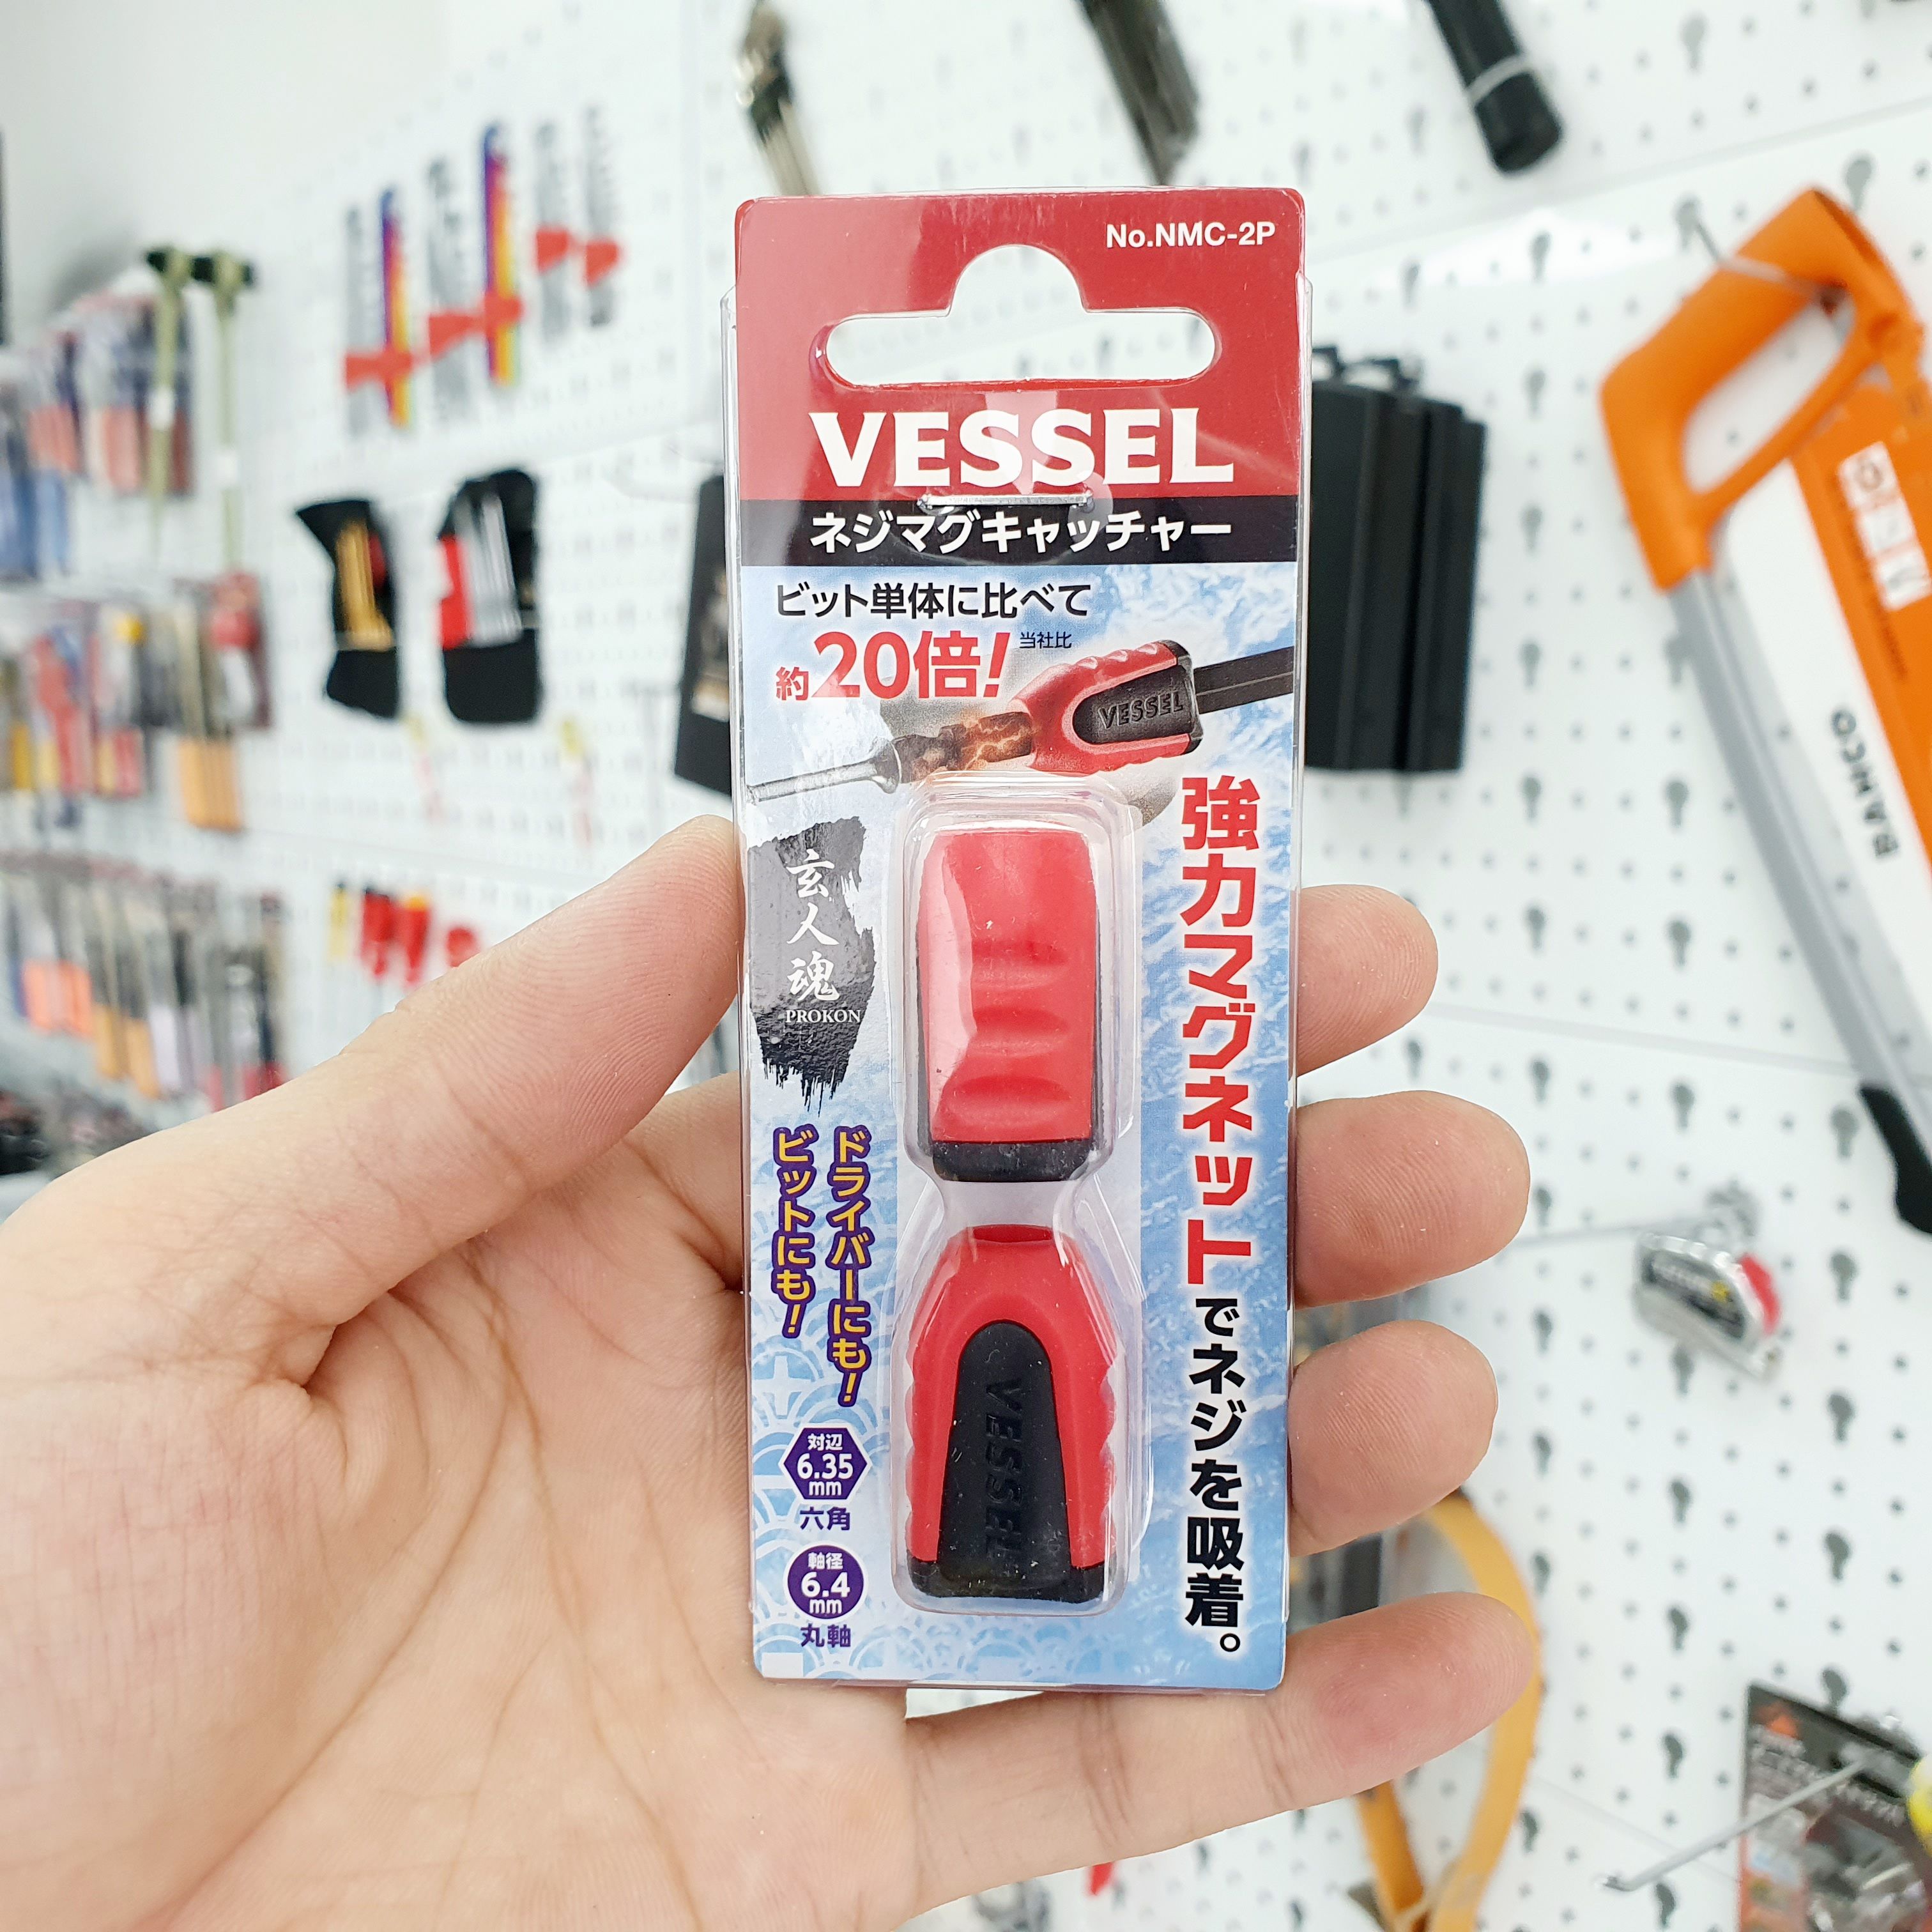 No.NMC-2P
VESSEL
ネジマグキャッチャー
ビット単体に比べて
約20倍!
当社比
VESSEL
強力マグネットでネジを吸着。
玄人魂
PROKON
ドライバーにも!
ビットにも!
対辺
6.35
mm
六角
軸径
6.4
mm
丸軸
VESSEL
BAHCO